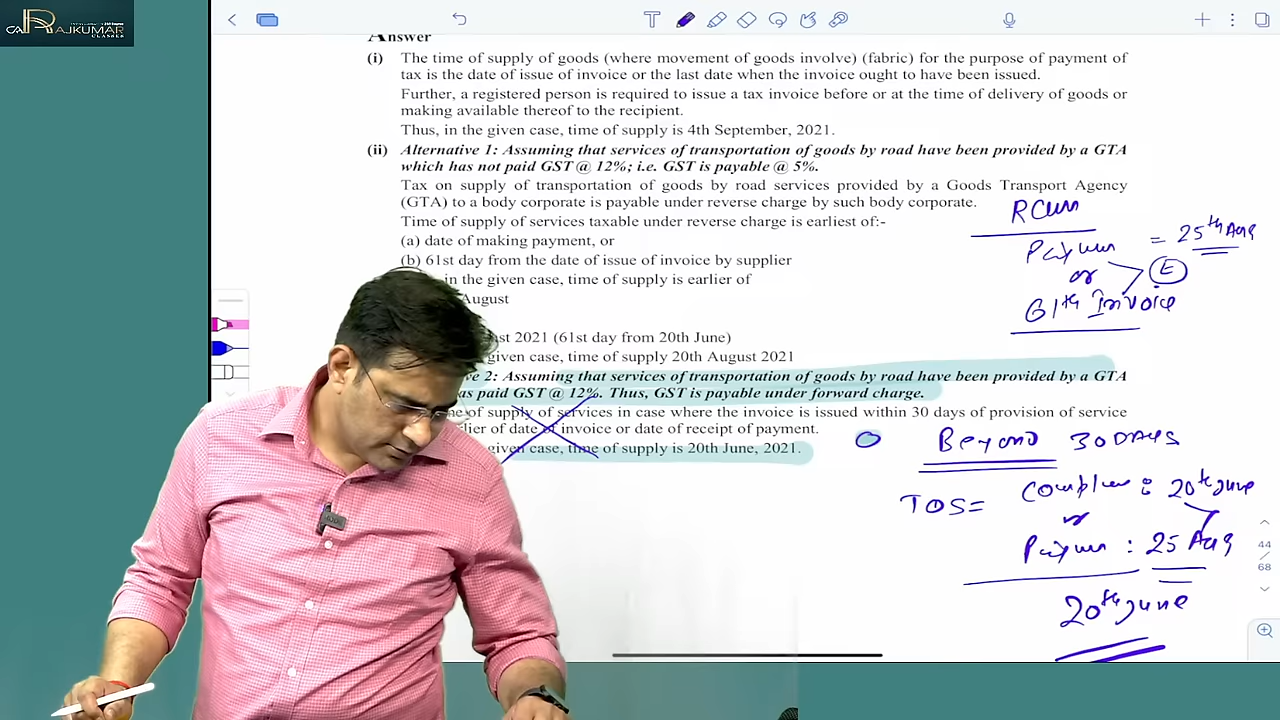 CA RAJKUMAR
CLASSES
T
Answer
(i) The time of supply of goods (where movement of goods involve) (fabric) for the purpose of payment of
tax is the date of issue of invoice or the last date when the invoice ought to have been issued.
Further, a registered person is required to issue a tax invoice before or at the time of delivery of goods or
making available thereof to the recipient.
Thus, in the given case, time of supply is 4th September, 2021.
(ii) Alternative 1: Assuming that services of transportation of goods by road have been provided by a GTA
which has not paid GST @ 12%; i.e. GST is payable @ 5%.
Tax on supply of transportation of goods by road services provided by a Goods Transport Agency
(GTA) to a body corporate is payable under reverse charge by such body corporate.
Time of supply of services taxable under reverse charge is earliest of:-
(a) date of making payment, or
(b) 61st day from the date of issue of invoice by supplier
in the given case, time of supply is earlier of
August
2021 (61st day from 20th June)
given case, time of supply 20th August 2021
2: Assuming that services of transportation of goods by road have been provided by a GTA
as paid GST @ 12%. Thus, GST is payable under forward charge.
of supply of services in case where the invoice is issued within 30 days of provision of service
of date of invoice or date of receipt of payment.
given case, time of supply is 20th June, 2021.
RCM
= 25th Aug
or
E
61th Invoice
Beyond 30 DAYS
TOS=
: 20th June
or
: 25 Aug
20th June
44
68